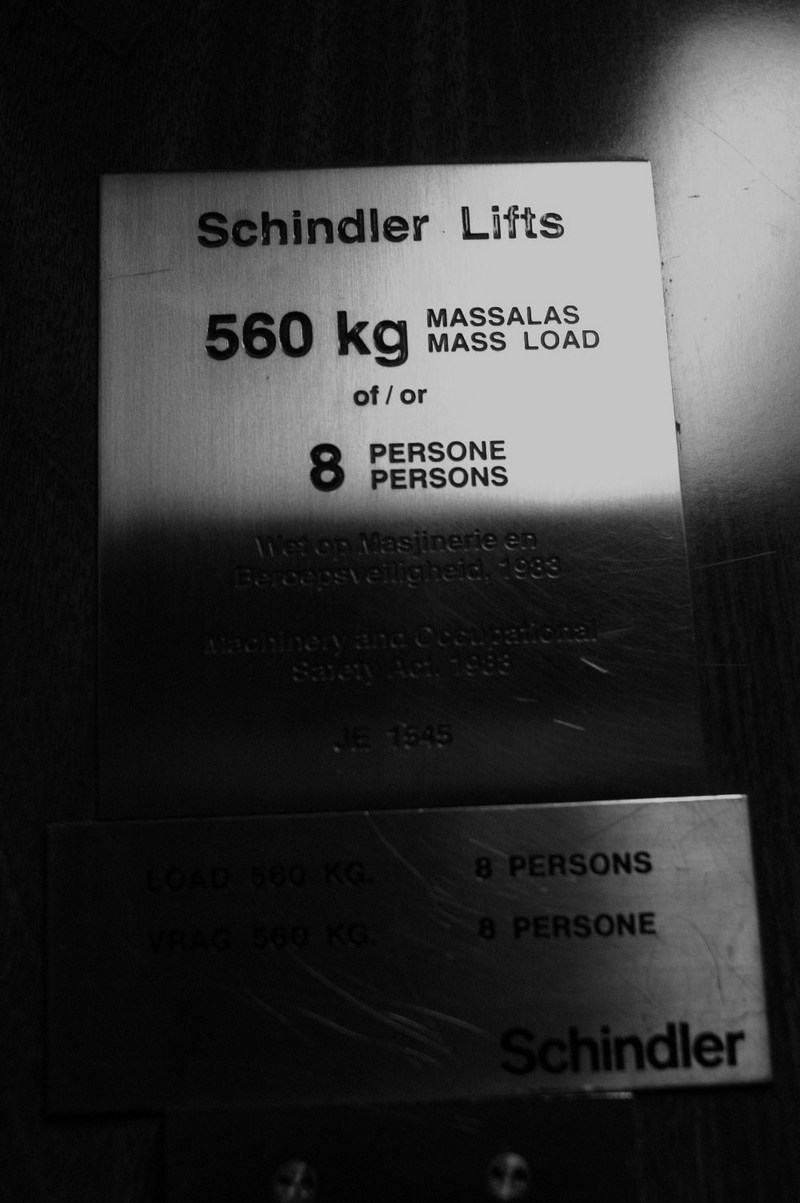 Schindler Lifts
560 kg MASSALAS
MASS LOAD
of / or
8 PERSONE
PERSONS
Wet op Masjinerie en
Beroepsveiligheid, 1983
Machinery and Occupational
Safety Act, 1983
JE 1545
LOAD 560 KG. 8 PERSONS
VRAG 560 KG. 8 PERSONE
Schindler